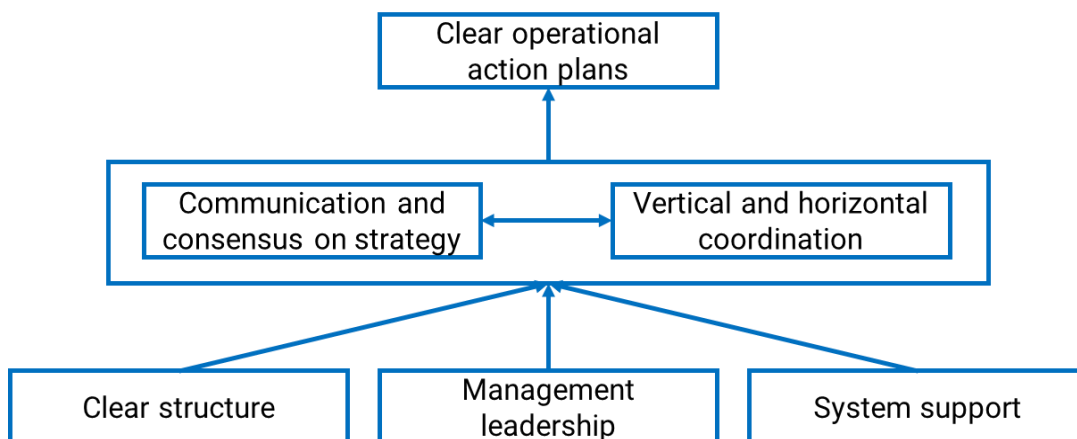 Clear operational
action plans
Communication and
consensus on strategy
Vertical and horizontal
coordination
Clear structure
Management
leadership
System support